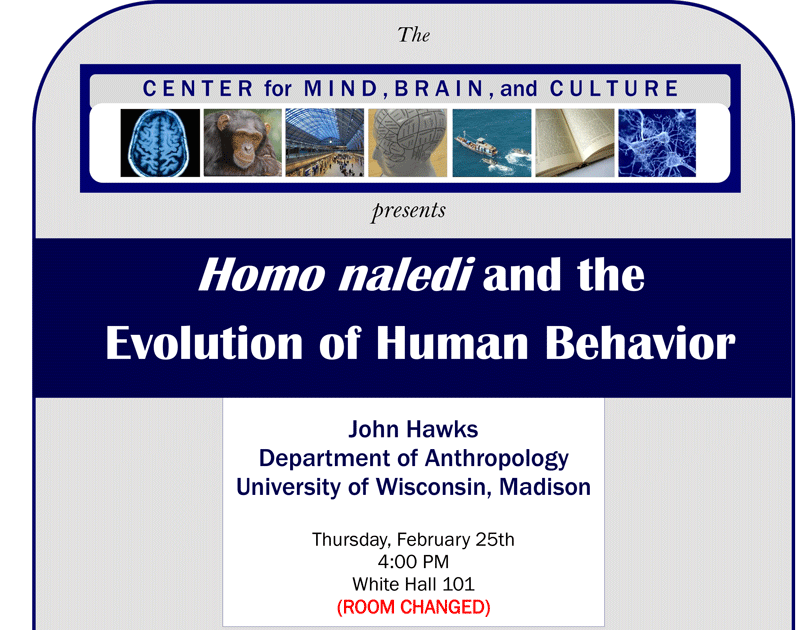 The
CENTER for MIND, BRAIN, and CULTURE
presents
Homo naledi and the
Evolution of Human Behavior
John Hawks
Department of Anthropology
University of Wisconsin, Madison
Thursday, February 25th
4:00 PM
White Hall 101
(ROOM CHANGED)